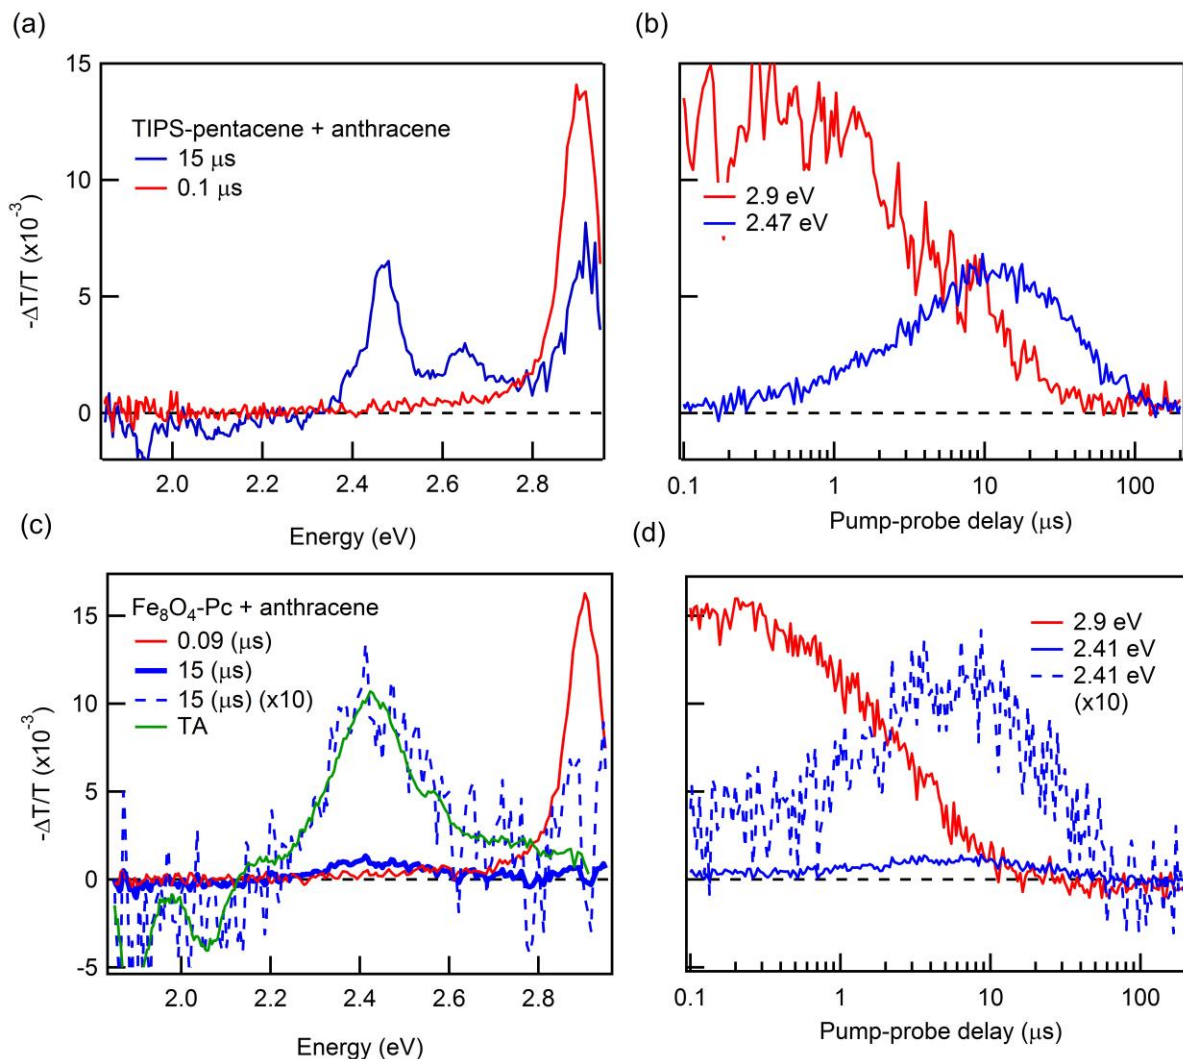 (a)
-ΔT/T (x10⁻³)
15
10
5
0
TIPS-pentacene + anthracene
15 μs
0.1 μs
2.0 2.2 2.4 2.6 2.8
Energy (eV)
(b)
15
10
5
0
2.9 eV
2.47 eV
0.1 1 10 100
Pump-probe delay (μs)
(c)
-ΔT/T (x10⁻³)
15
10
5
0
-5
Fe₈O₄-Pc + anthracene
0.09 (μs)
15 (μs)
15 (μs) (x10)
TA
2.0 2.2 2.4 2.6 2.8
Energy (eV)
(d)
2.9 eV
2.41 eV
2.41 eV
(x10)
0.1 1 10 100
Pump-probe delay (μs)